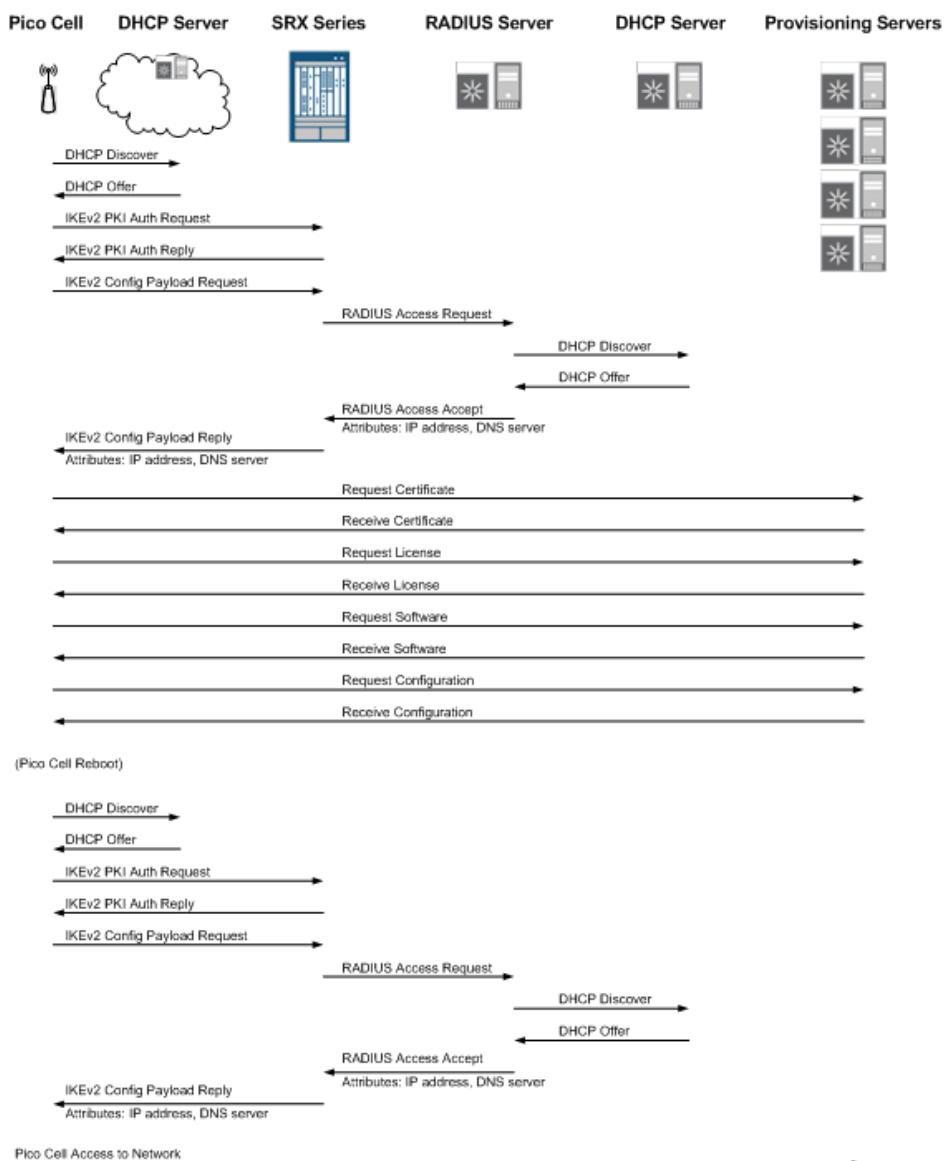 Pico Cell DHCP Server SRX Series RADIUS Server DHCP Server Provisioning Servers
DHCP Discover
DHCP Offer
IKEv2 PKI Auth Request
IKEv2 PKI Auth Reply
IKEv2 Config Payload Request
RADIUS Access Request
DHCP Discover
DHCP Offer
RADIUS Access Accept
Attributes: IP address, DNS server
IKEv2 Config Payload Reply
Attributes: IP address, DNS server
Request Certificate
Receive Certificate
Request License
Receive License
Request Software
Receive Software
Request Configuration
Receive Configuration
(Pico Cell Reboot)
DHCP Discover
DHCP Offer
IKEv2 PKI Auth Request
IKEv2 PKI Auth Reply
IKEv2 Config Payload Request
RADIUS Access Request
DHCP Discover
DHCP Offer
RADIUS Access Accept
Attributes: IP address, DNS server
IKEv2 Config Payload Reply
Attributes: IP address, DNS server
Pico Cell Access to Network